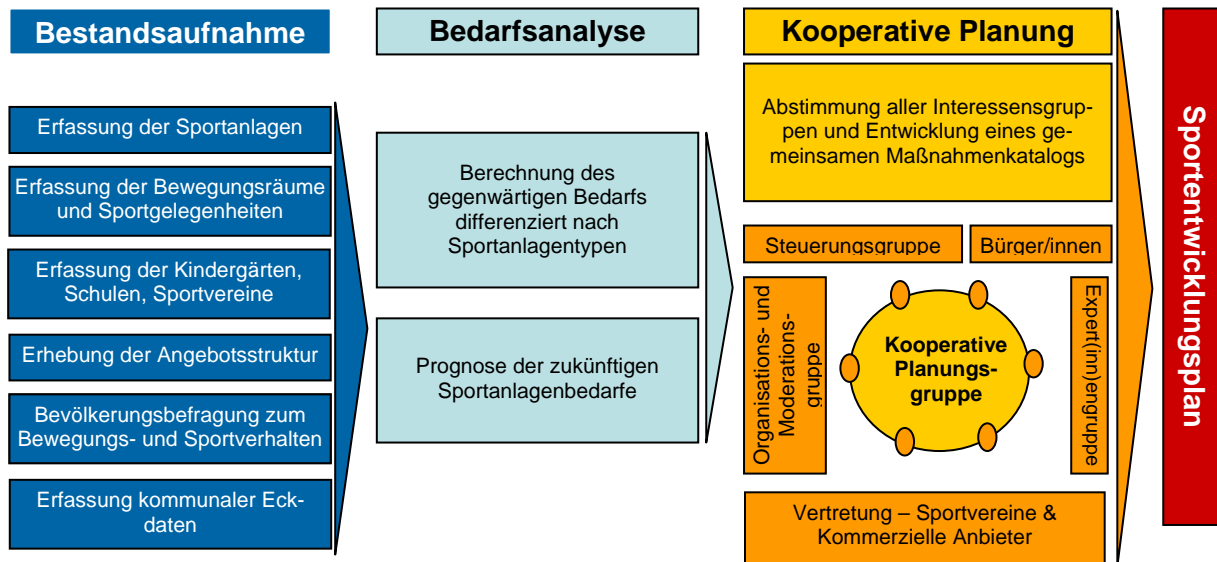 Bestandsaufnahme
Erfassung der Sportanlagen
Erfassung der Bewegungsräume
und Sportgelegenheiten
Erfassung der Kindergärten,
Schulen, Sportvereine
Erhebung der Angebotsstruktur
Bevölkerungsbefragung zum
Bewegungs- und Sportverhalten
Erfassung kommunaler Eck-
daten
Bedarfsanalyse
Berechnung des
gegenwärtigen Bedarfs
differenziert nach
Sportanlagentypen
Prognose der zukünftigen
Sportanlagenbedarfe
Kooperative Planung
Abstimmung aller Interessensgrup-
pen und Entwicklung eines ge-
meinsamen Maßnahmenkatalogs
Steuerungsgruppe
Bürger/innen
Organisations- und
Moderations-
gruppe
Kooperative
Planungs-
gruppe
Expert(inn)engruppe
Vertretung – Sportvereine &
Kommerzielle Anbieter
Sportentwicklungsplan